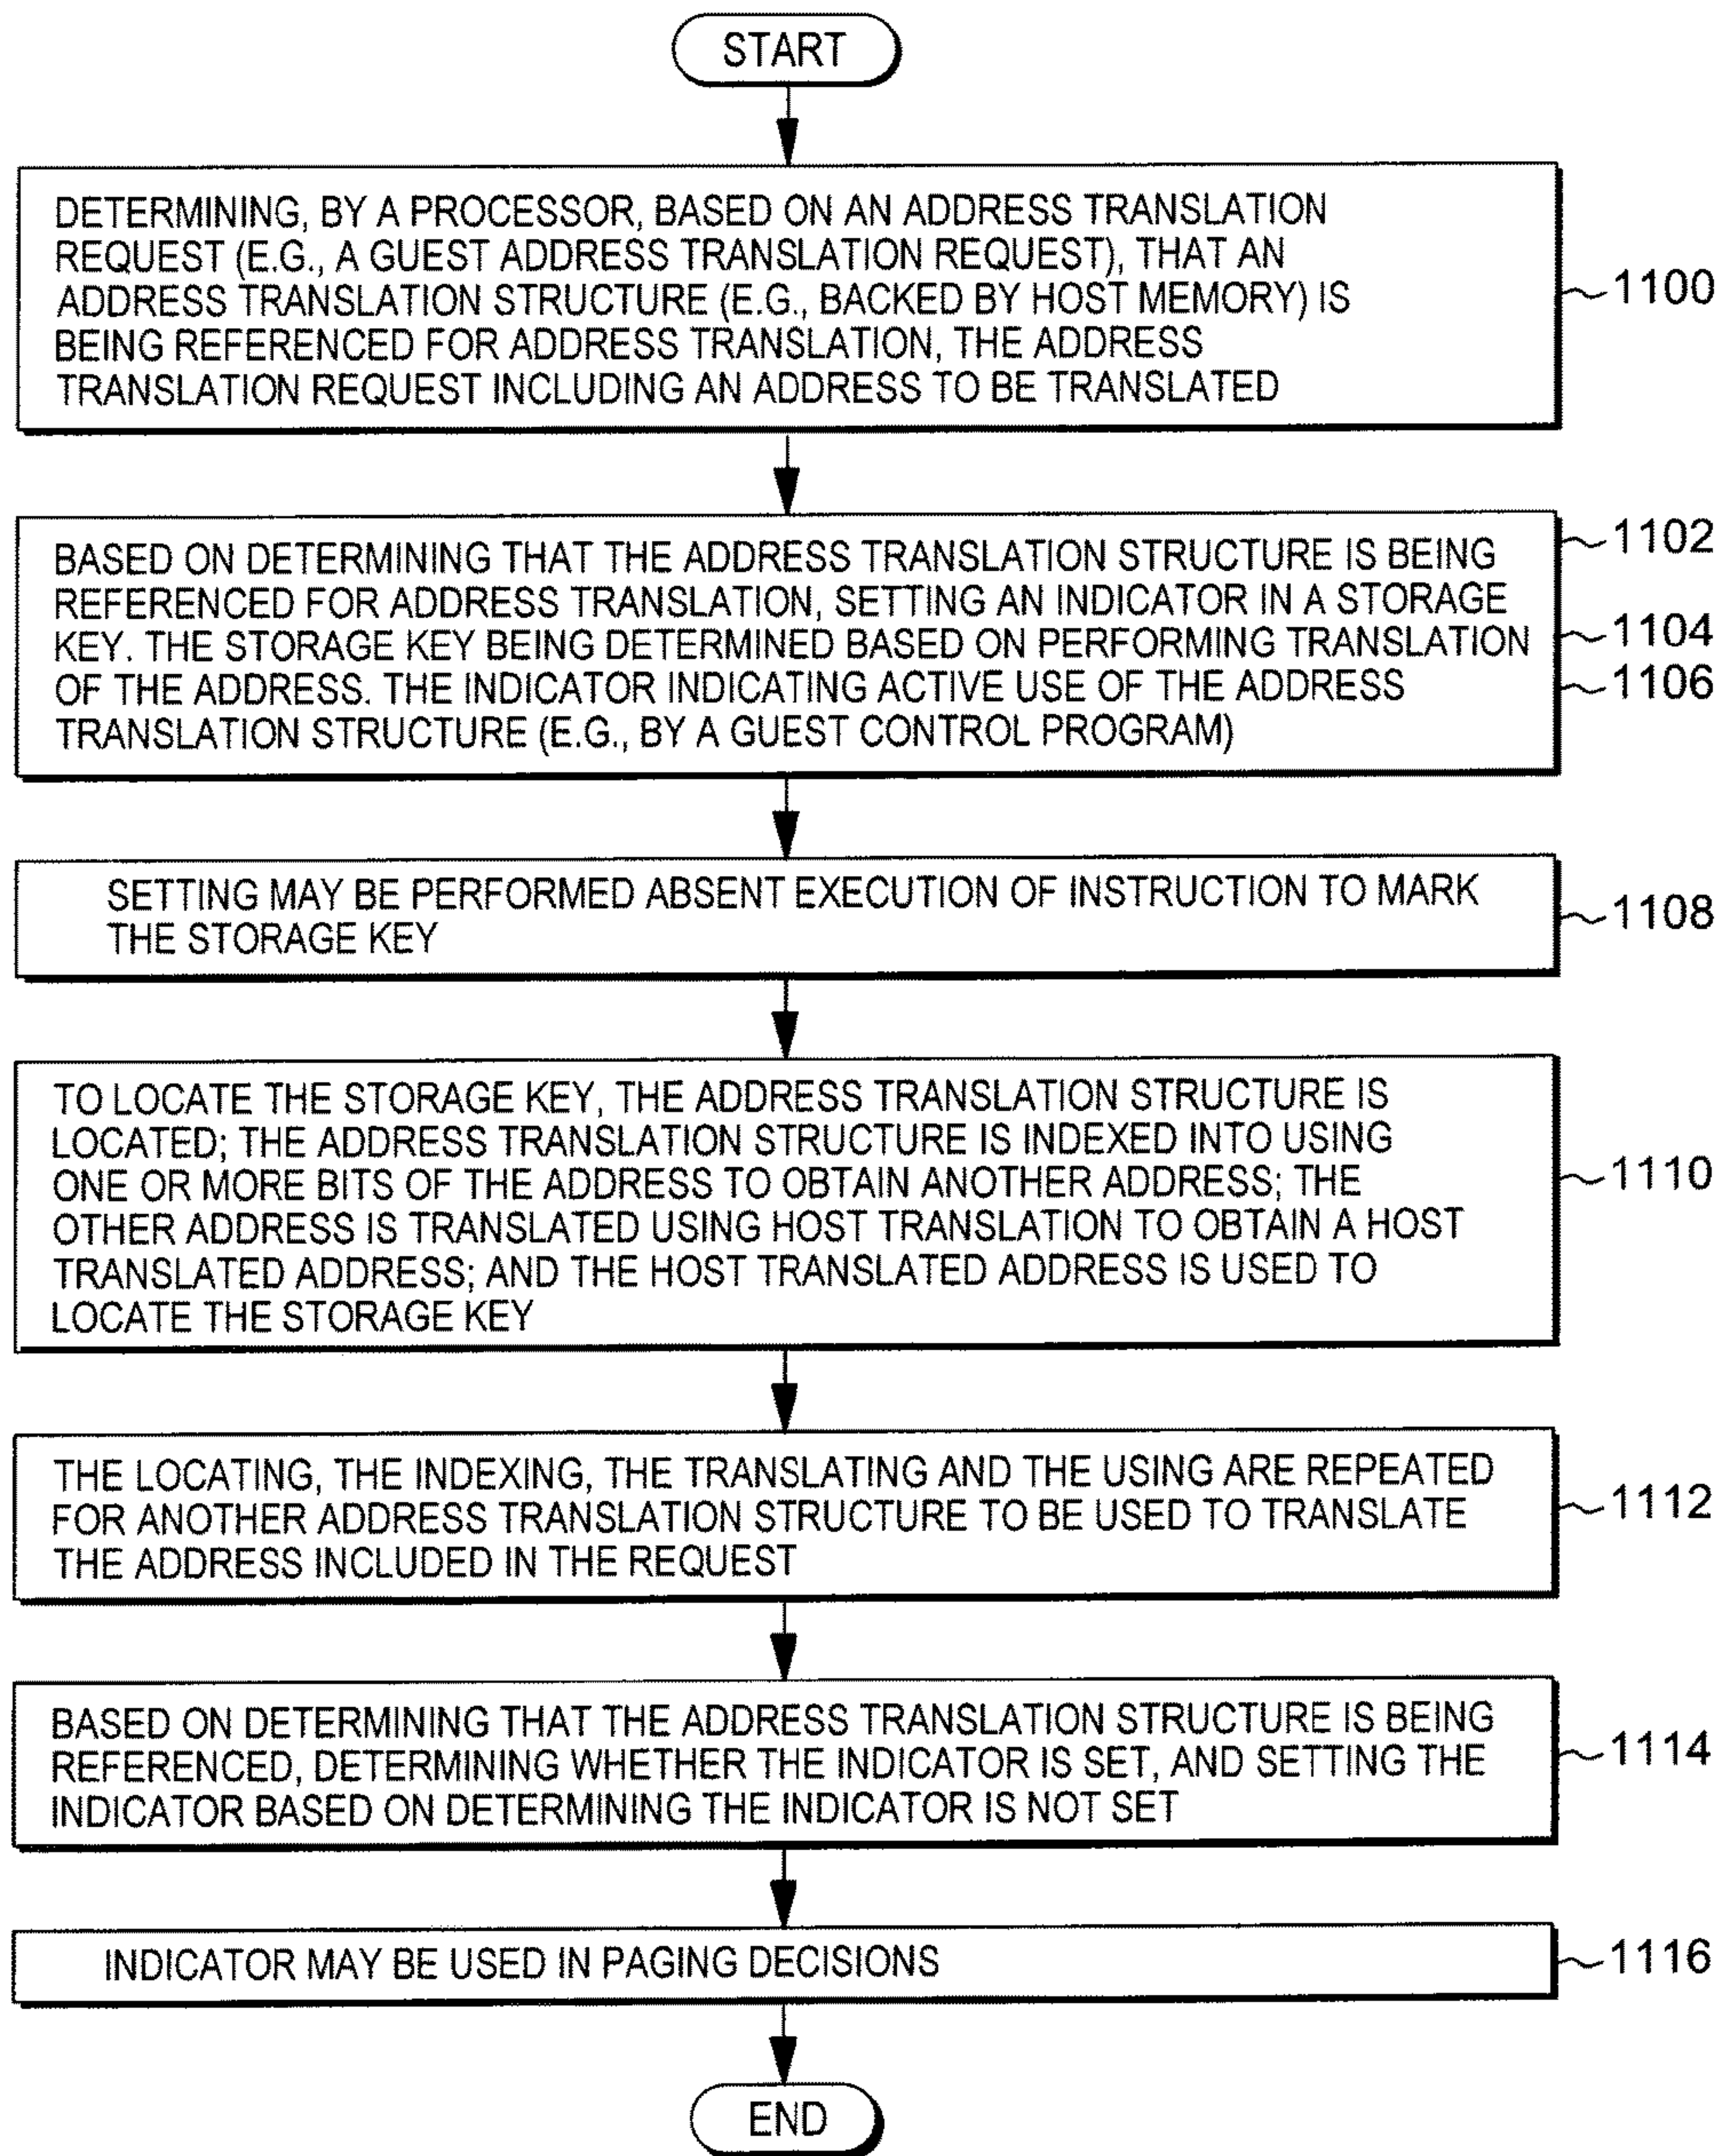 START
DETERMINING, BY A PROCESSOR, BASED ON AN ADDRESS TRANSLATION
REQUEST (E.G., A GUEST ADDRESS TRANSLATION REQUEST), THAT AN
ADDRESS TRANSLATION STRUCTURE (E.G., BACKED BY HOST MEMORY) IS
BEING REFERENCED FOR ADDRESS TRANSLATION, THE ADDRESS
TRANSLATION REQUEST INCLUDING AN ADDRESS TO BE TRANSLATED
1100
BASED ON DETERMINING THAT THE ADDRESS TRANSLATION STRUCTURE IS BEING
REFERENCED FOR ADDRESS TRANSLATION, SETTING AN INDICATOR IN A STORAGE
KEY. THE STORAGE KEY BEING DETERMINED BASED ON PERFORMING TRANSLATION
OF THE ADDRESS. THE INDICATOR INDICATING ACTIVE USE OF THE ADDRESS
TRANSLATION STRUCTURE (E.G., BY A GUEST CONTROL PROGRAM)
1102
1104
1106
SETTING MAY BE PERFORMED ABSENT EXECUTION OF INSTRUCTION TO MARK
THE STORAGE KEY
1108
TO LOCATE THE STORAGE KEY, THE ADDRESS TRANSLATION STRUCTURE IS
LOCATED; THE ADDRESS TRANSLATION STRUCTURE IS INDEXED INTO USING
ONE OR MORE BITS OF THE ADDRESS TO OBTAIN ANOTHER ADDRESS; THE
OTHER ADDRESS IS TRANSLATED USING HOST TRANSLATION TO OBTAIN A HOST
TRANSLATED ADDRESS; AND THE HOST TRANSLATED ADDRESS IS USED TO
LOCATE THE STORAGE KEY
1110
THE LOCATING, THE INDEXING, THE TRANSLATING AND THE USING ARE REPEATED
FOR ANOTHER ADDRESS TRANSLATION STRUCTURE TO BE USED TO TRANSLATE
THE ADDRESS INCLUDED IN THE REQUEST
1112
BASED ON DETERMINING THAT THE ADDRESS TRANSLATION STRUCTURE IS BEING
REFERENCED, DETERMINING WHETHER THE INDICATOR IS SET, AND SETTING THE
INDICATOR BASED ON DETERMINING THE INDICATOR IS NOT SET
1114
INDICATOR MAY BE USED IN PAGING DECISIONS
1116
END